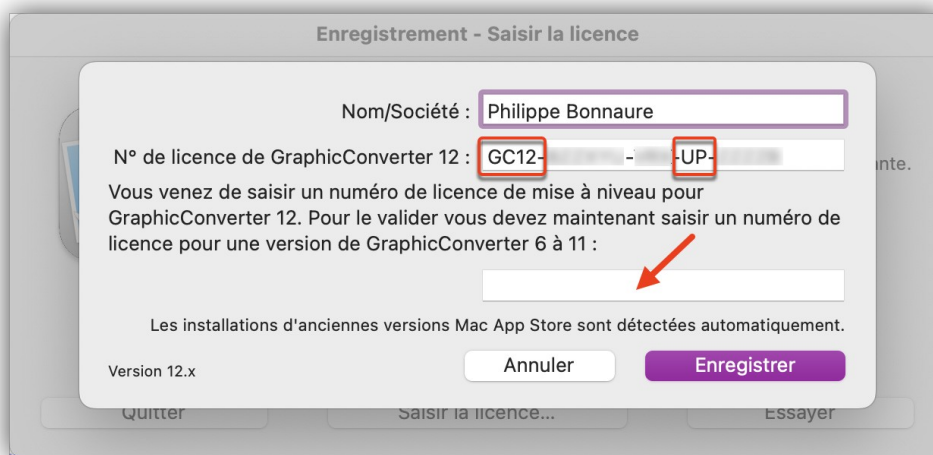 Enregistrement - Saisir la licence
Nom/Société : Philippe Bonnaure
N° de licence de GraphicConverter 12 : GC12- - -UP-
ante.
Vous venez de saisir un numéro de licence de mise à niveau pour
GraphicConverter 12. Pour le valider vous devez maintenant saisir un numéro de
licence pour une version de GraphicConverter 6 à 11 :
Les installations d'anciennes versions Mac App Store sont détectées automatiquement.
Version 12.x
Annuler
Enregistrer
Quitter
Saisir la licence...
Essayer